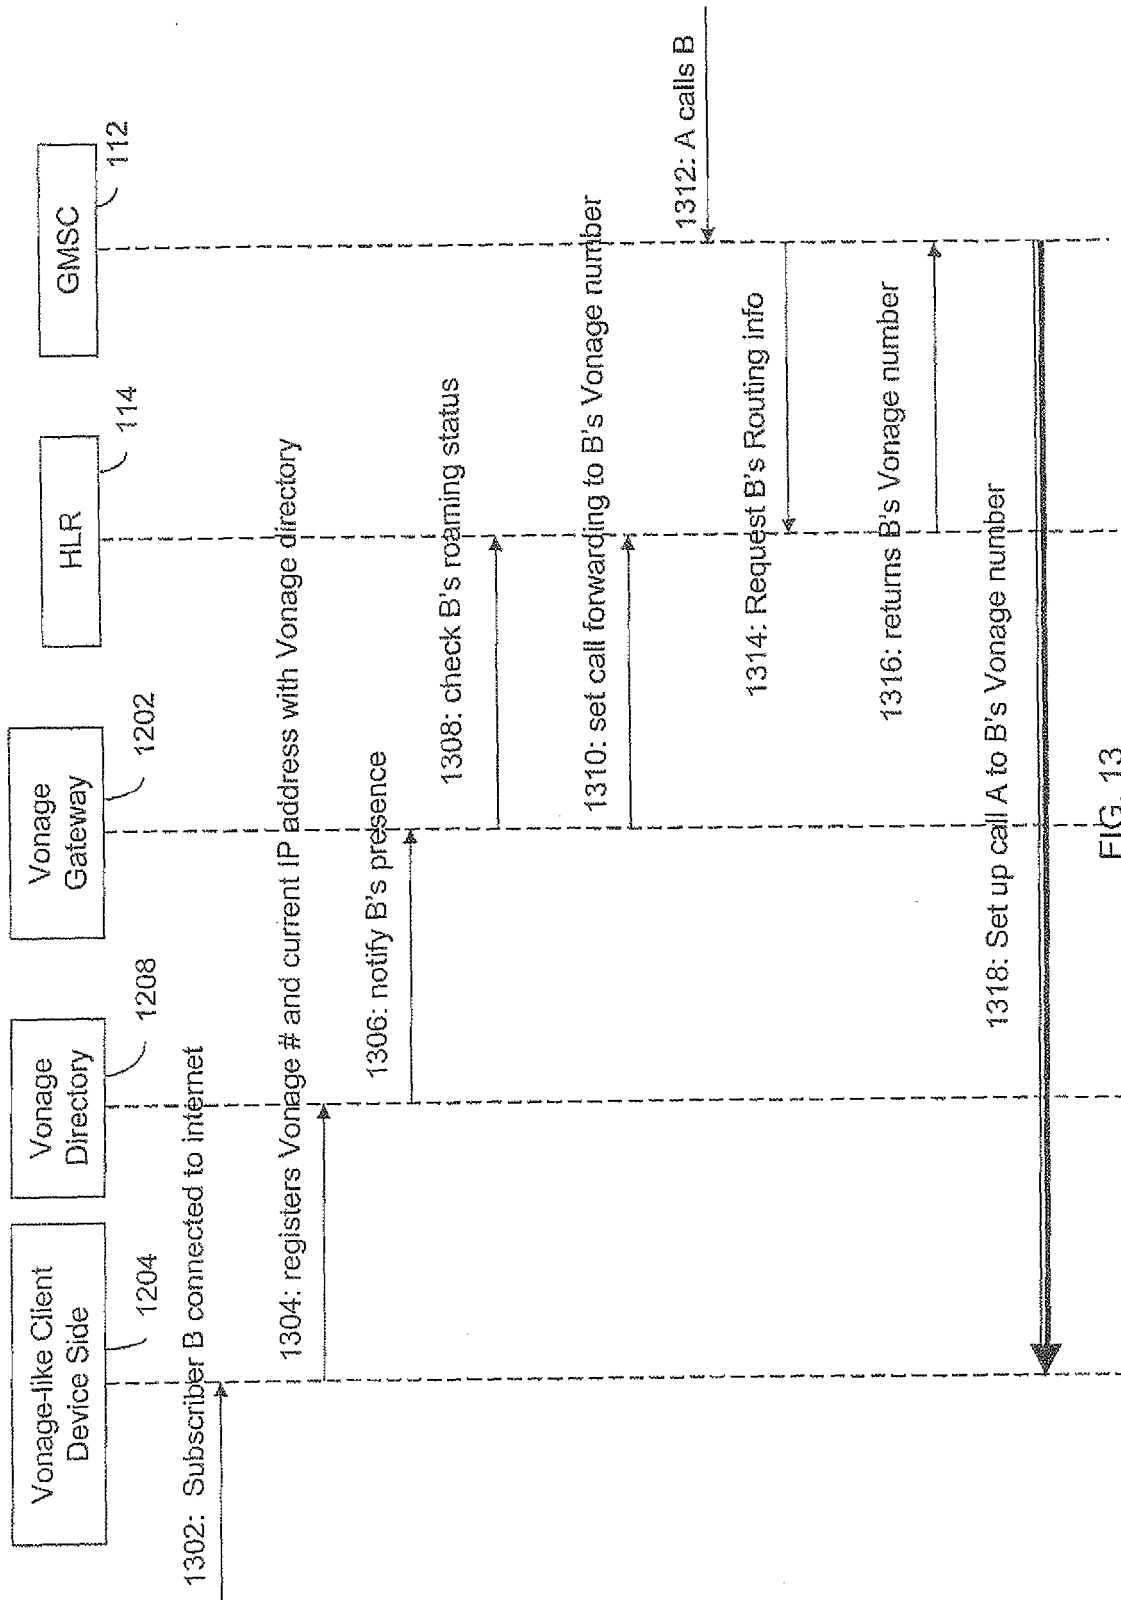 Vonage-like Client
Device Side
1204
Vonage
Directory
1208
Vonage
Gateway
1202
HLR
114
GMSC
112
1302: Subscriber B connected to internet
1304: registers Vonage # and current IP address with Vonage directory
1306: notify B's presence
1308: check B's roaming status
1310: set call forwarding to B's Vonage number
1312: A calls B
1314: Request B's Routing info
1316: returns B's Vonage number
1318: Set up call A to B's Vonage number
FIG. 13